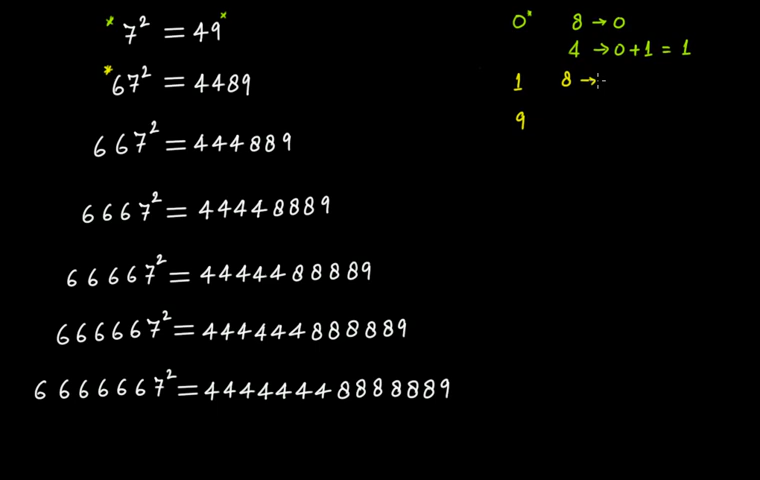 *7² = 49*
0* 8 → 0
4 → 0+1 = 1
*67² = 4489
1 8 →
9
667² = 444889
6667² = 44448889
66667² = 4444488889
666667² = 444444888889
6666667² = 44444448888889